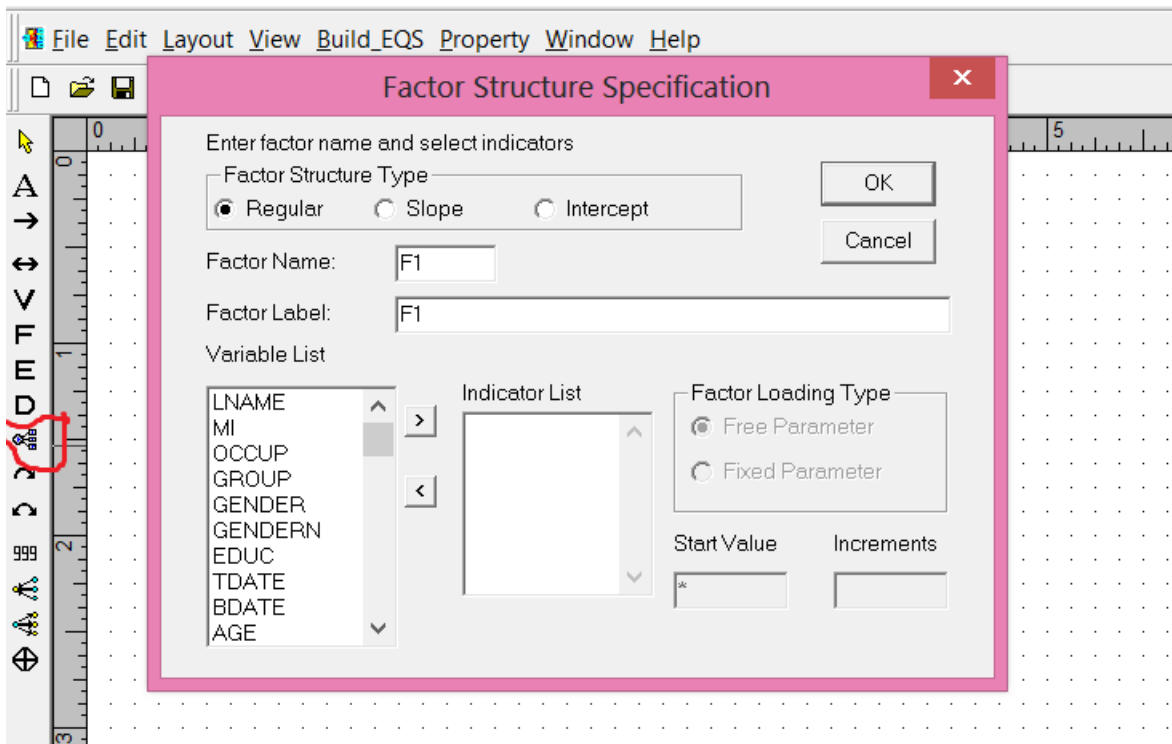 File Edit Layout View Build_EQS Property Window Help
Factor Structure Specification
0
5
Enter factor name and select indicators
Factor Structure Type
Regular Slope Intercept
OK
Cancel
Factor Name: F1
Factor Label: F1
Variable List
Indicator List
Factor Loading Type
LNAME
MI
OCCUP
GROUP
GENDER
GENDERN
EDUC
TDATE
BDATE
AGE
>
<
Free Parameter
Fixed Parameter
Start Value Increments
*
A
V
F
E
D
999
0
1
2
3